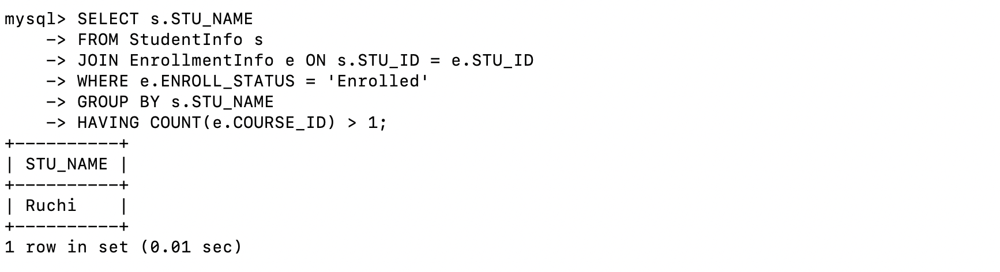 mysql> SELECT s.STU_NAME
    -> FROM StudentInfo s
    -> JOIN EnrollmentInfo e ON s.STU_ID = e.STU_ID
    -> WHERE e.ENROLL_STATUS = 'Enrolled'
    -> GROUP BY s.STU_NAME
    -> HAVING COUNT(e.COURSE_ID) > 1;
+----------+
| STU_NAME |
+----------+
| Ruchi    |
+----------+
1 row in set (0.01 sec)